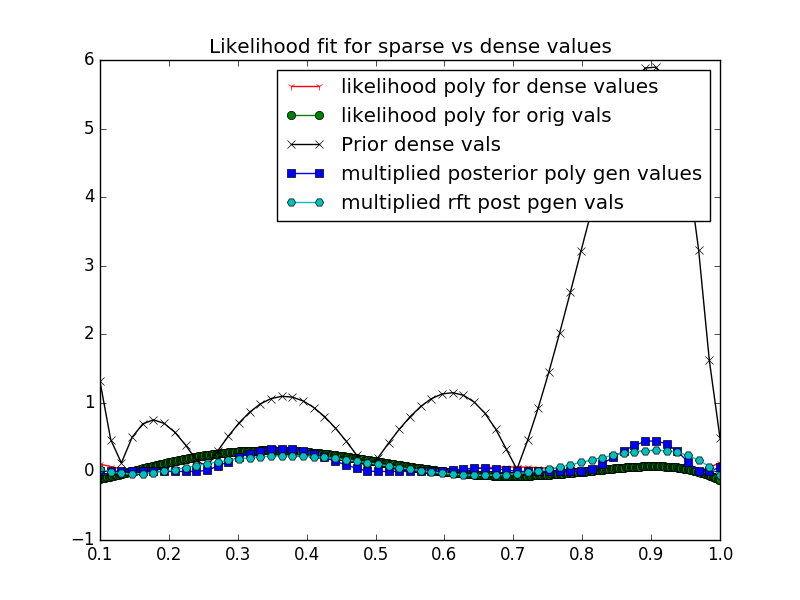 Likelihood fit for sparse vs dense values
6
5
4
3
2
1
0
−1
likelihood poly for dense values
likelihood poly for orig vals
Prior dense vals
multiplied posterior poly gen values
multiplied rft post pgen vals
0.1 0.2 0.3 0.4 0.5 0.6 0.7 0.8 0.9 1.0